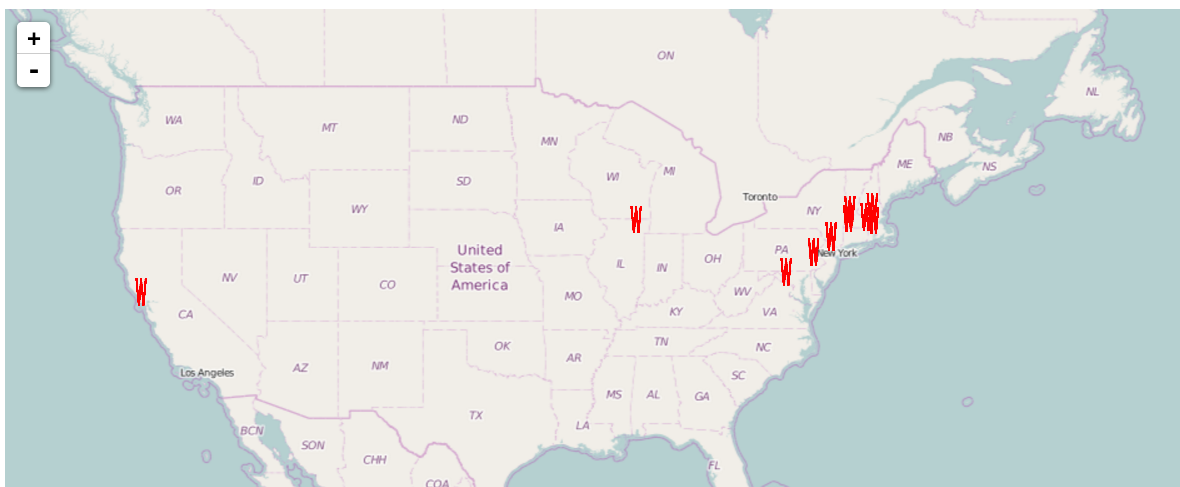 +
-
ON
NL
WA
MT
ND
MN
NB
ME
NS
OR
ID
SD
WI
MI
WY
Toronto
NY
W
W W W
IA
W
W
New York
PA
United
States of
America
OH
IL
IN
W
NV
UT
CO
W
MO
WV
VA
KY
CA
TN
NC
OK
AR
AZ
NM
Los Angeles
SC
MS
AL
GA
TX
LA
BCN
SON
CHH
FL
COA